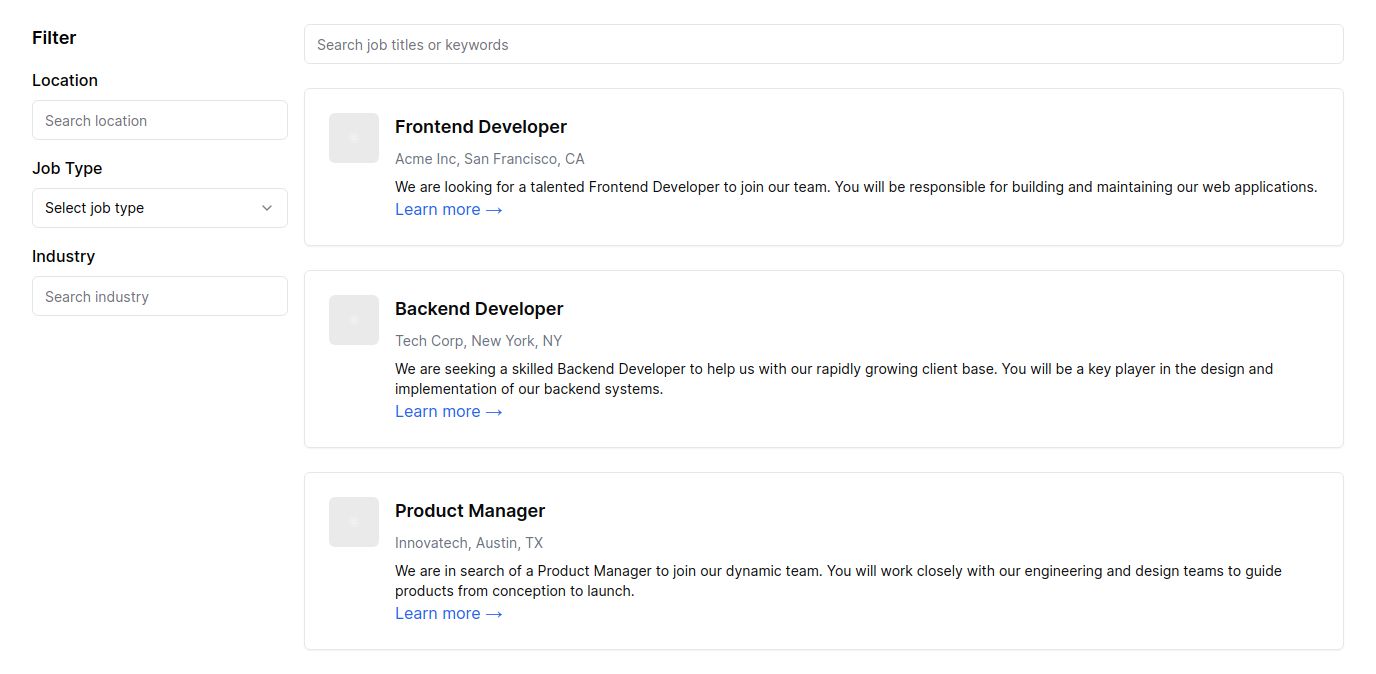 Filter
Location
Search location
Job Type
Select job type
Industry
Search industry
Search job titles or keywords
Frontend Developer
Acme Inc, San Francisco, CA
We are looking for a talented Frontend Developer to join our team. You will be responsible for building and maintaining our web applications.
Learn more →
Backend Developer
Tech Corp, New York, NY
We are seeking a skilled Backend Developer to help us with our rapidly growing client base. You will be a key player in the design and
implementation of our backend systems.
Learn more →
Product Manager
Innovatech, Austin, TX
We are in search of a Product Manager to join our dynamic team. You will work closely with our engineering and design teams to guide
products from conception to launch.
Learn more →